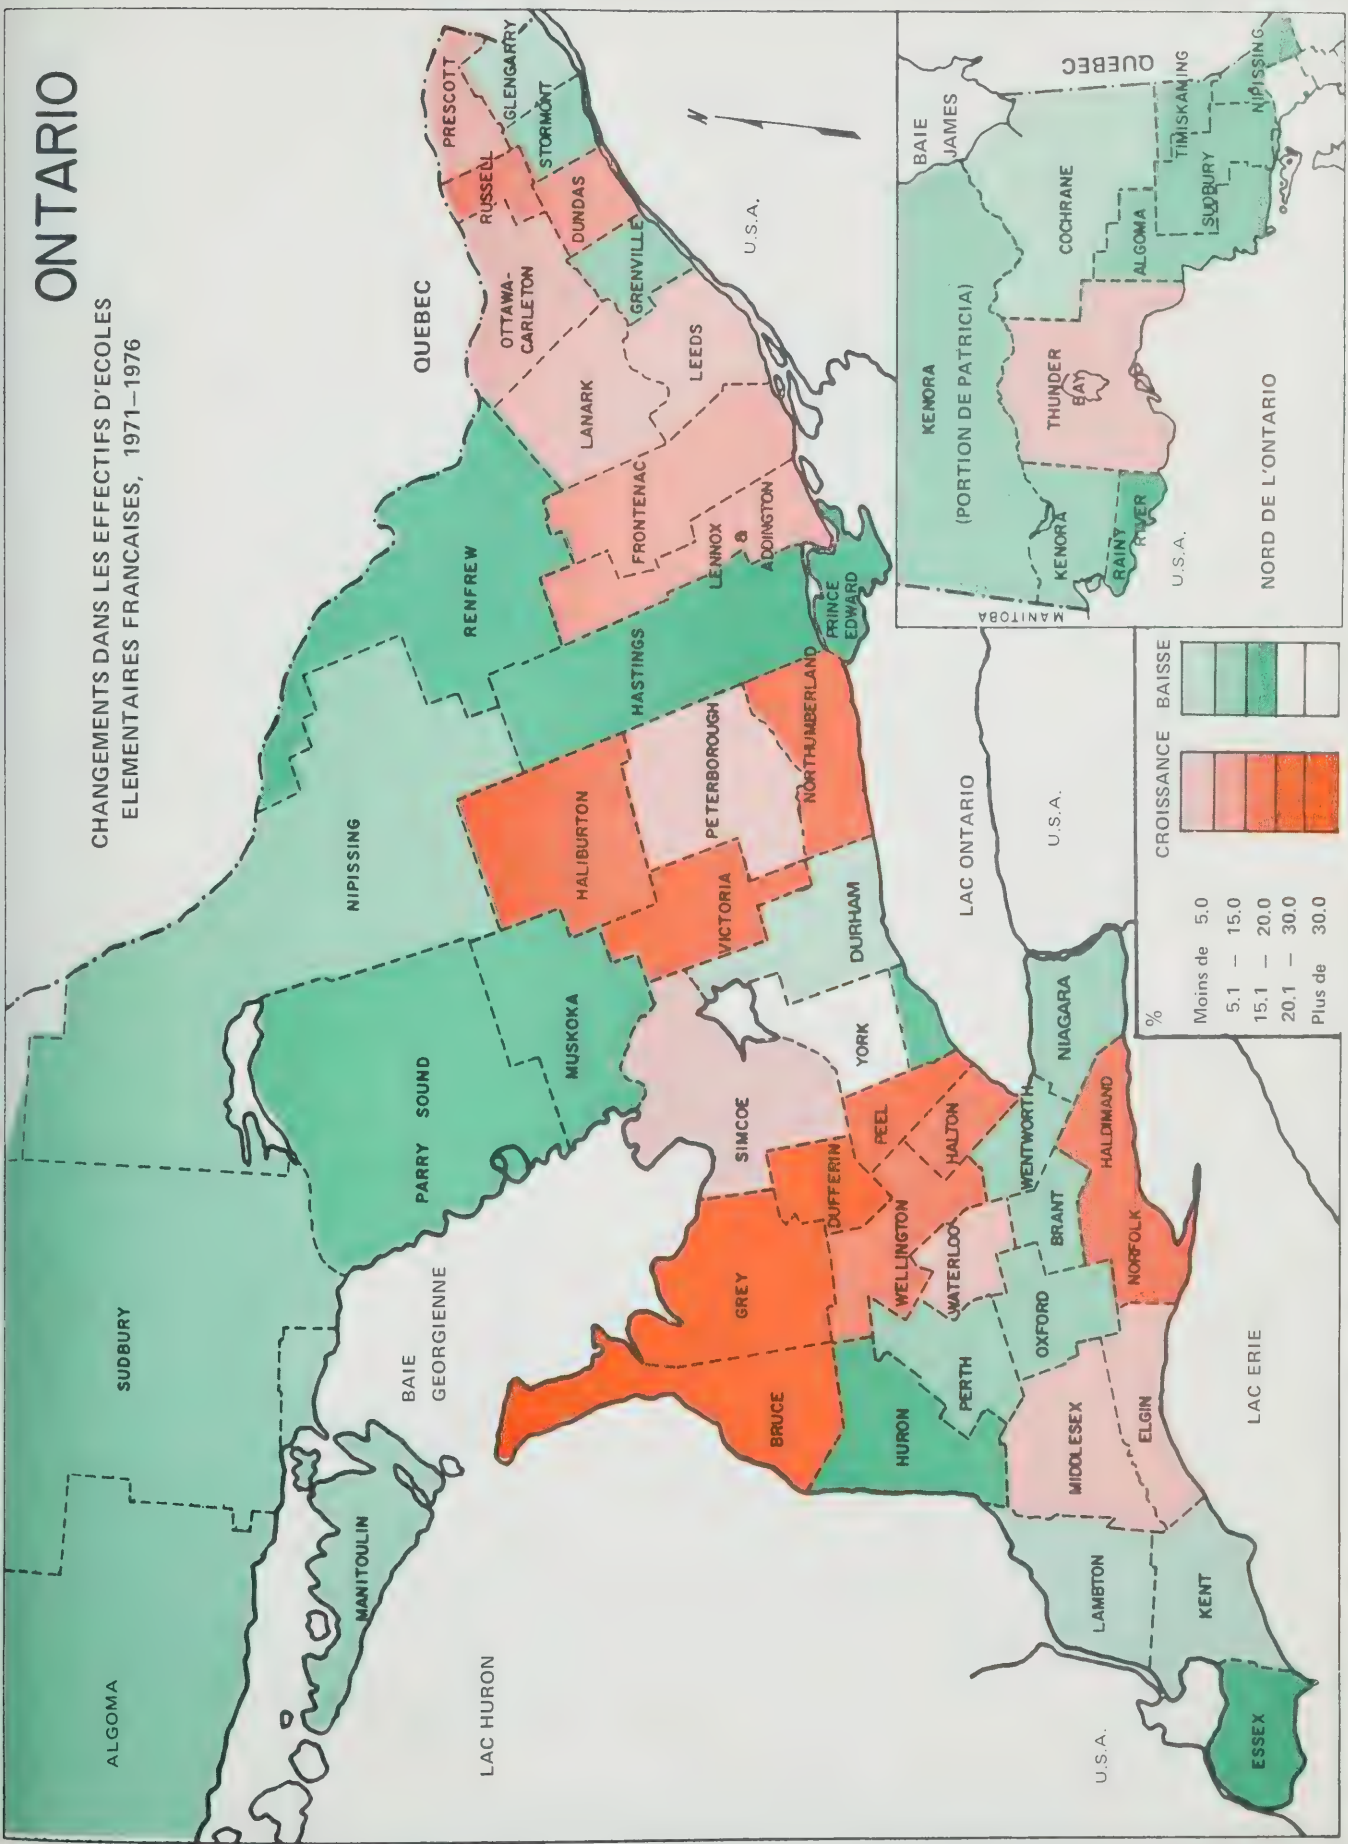 ONTARIO
CHANGEMENTS DANS LES EFFECTIFS D'ECOLES
ELEMENTAIRES FRANCAISES, 1971–1976
PRESCOTT
GLENGARRY
STORMONT
RUSSELL
DUNDAS
GRENVILLE
OTTAWA-
CARLETON
QUEBEC
LANARK
LEEDS
U.S.A.
N
FRONTENAC
LENNOX
&
ADDINGTON
RENFREW
HASTINGS
PRINCE
EDWARD
NIPISSING
HALIBURTON
PETERBOROUGH
NORTHUMBERLAND
VICTORIA
DURHAM
LAC ONTARIO
U.S.A.
PARRY SOUND
MUSKOKA
SIMCOE
YORK
PEEL
HALTON
WENTWORTH
NIAGARA
HALDIMAND
NORFOLK
BRANT
DUFFERIN
WELLINGTON
WATERLOO
GREY
BRUCE
HURON
PERTH
OXFORD
MIDDLESEX
ELGIN
LAMBTON
KENT
ESSEX
SUDBURY
ALGOMA
MANITOULIN
BAIE
GEORGIENNE
LAC HURON
LAC ERIE
U.S.A.
BAIE
JAMES
QUEBEC
KENORA
(PORTION DE PATRICIA)
COCHRANE
TIMISKAMING
NIPISSING
SUDBURY
ALGOMA
THUNDER
BAY
KENORA
RAINY
RIVER
MANITOBA
U.S.A.
NORD DE L'ONTARIO
% CROISSANCE BAISSE
Moins de 5.0
5.1 – 15.0
15.1 – 20.0
20.1 – 30.0
Plus de 30.0